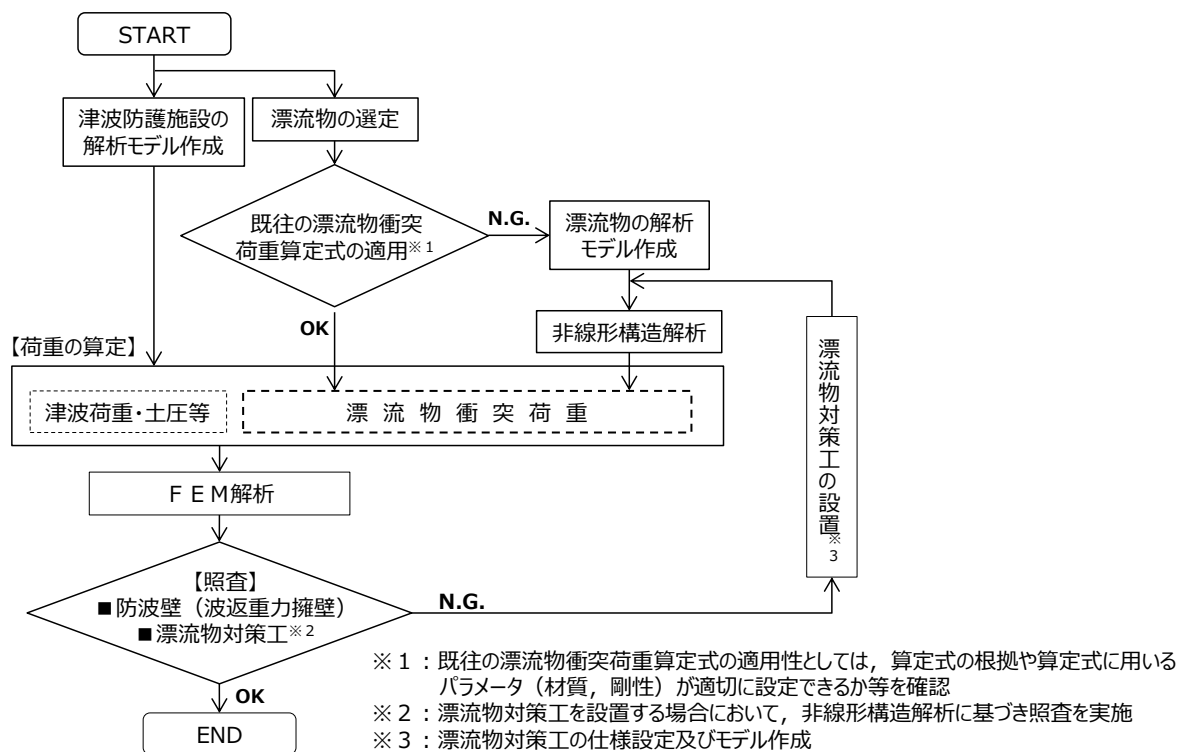 START
津波防護施設の
解析モデル作成
漂流物の選定
既往の漂流物衝突
荷重算定式の適用※1
N.G.
漂流物の解析
モデル作成
OK
非線形構造解析
漂流物対策工の設置※3
【荷重の算定】
津波荷重・土圧等
漂流物衝突荷重
FEM解析
【照査】
■防波壁（波返重力擁壁）
■漂流物対策工※2
N.G.
OK
END
※1：既往の漂流物衝突荷重算定式の適用性としては，算定式の根拠や算定式に用いる
パラメータ（材質，剛性）が適切に設定できるか等を確認
※2：漂流物対策工を設置する場合において，非線形構造解析に基づき照査を実施
※3：漂流物対策工の仕様設定及びモデル作成